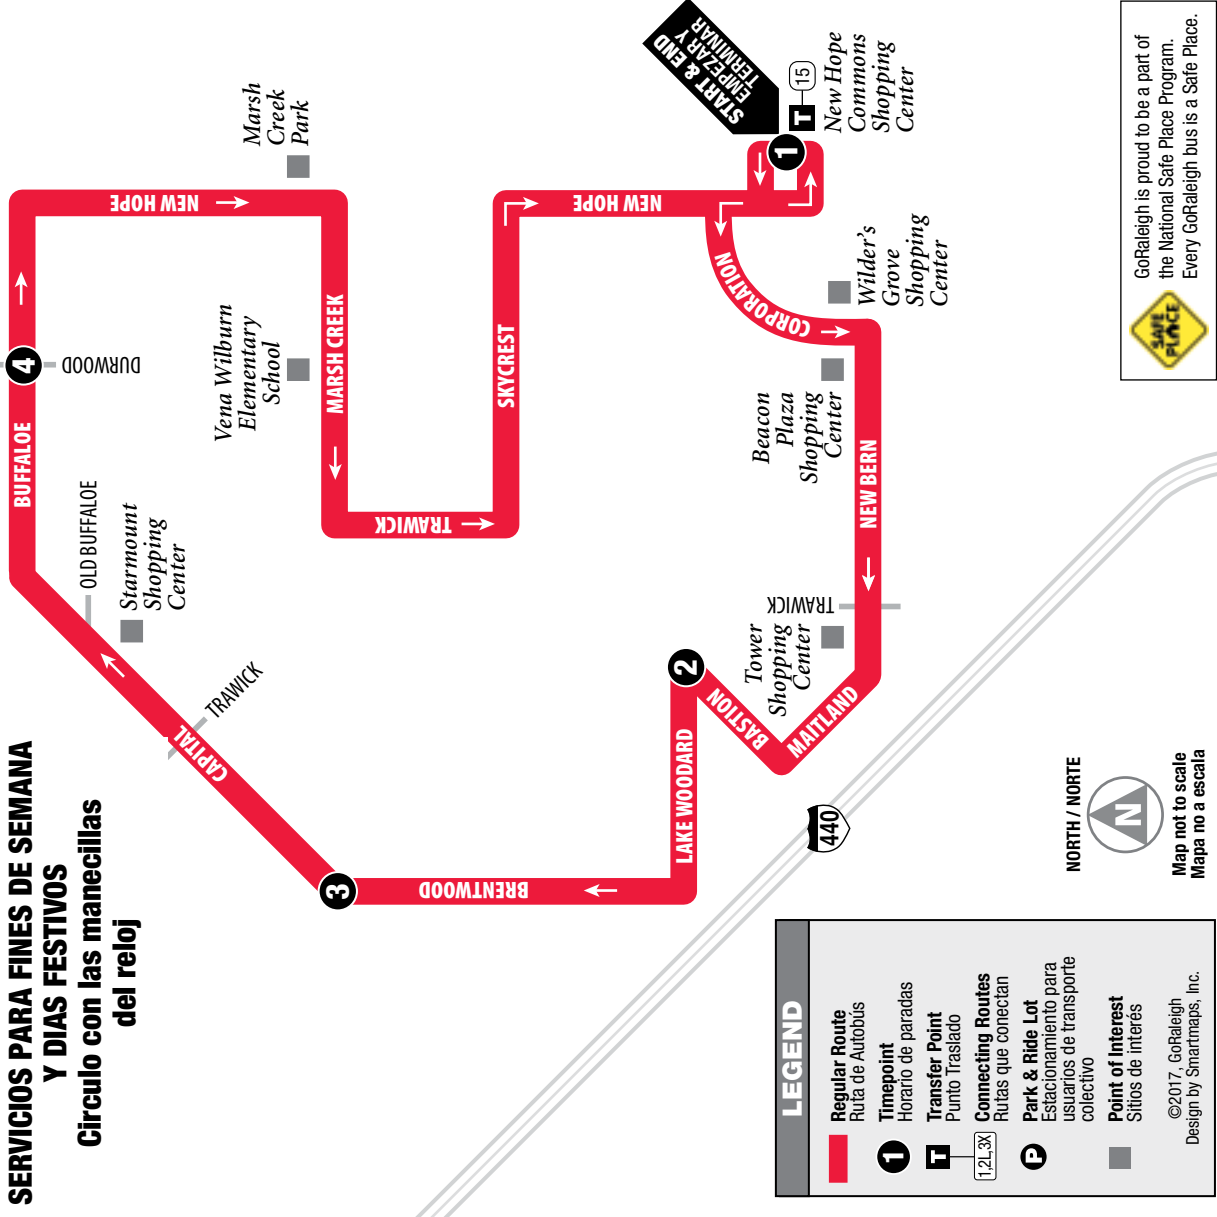 SERVICIOS PARA FINES DE SEMANA
Y DIAS FESTIVOS
Circulo con las manecillas
del reloj
CAPITAL
TRAWICK
OLD BUFFALOE
Starmount
Shopping
Center
BUFFALOE
4
DURWOOD
NEW HOPE
Marsh
Creek
Park
Vena Wilburn
Elementary
School
MARSH CREEK
TRAWICK
SKYCREST
NEW HOPE
START & END
EMPEZAR Y
TERMINAR
1
T
15
New Hope
Commons
Shopping
Center
CORPORATION
Wilder's
Grove
Shopping
Center
Beacon
Plaza
Shopping
Center
NEW BERN
TRAWICK
Tower
Shopping
Center
MAITLAND
BASTION
2
LAKE WOODARD
BRENTWOOD
3
440
NORTH / NORTE
N
Map not to scale
Mapa no a escala
LEGEND
Regular Route
Ruta de Autobús
1
Timepoint
Horario de paradas
T
Transfer Point
Punto Traslado
1,2L,3X
Connecting Routes
Rutas que conectan
P
Park & Ride Lot
Estacionamiento para
usuarios de transporte
colectivo
Point of Interest
Sitios de interés
©2017, GoRaleigh
Design by Smartmaps, Inc.
SAFE
PLACE
GoRaleigh is proud to be a part of
the National Safe Place Program.
Every GoRaleigh bus is a Safe Place.